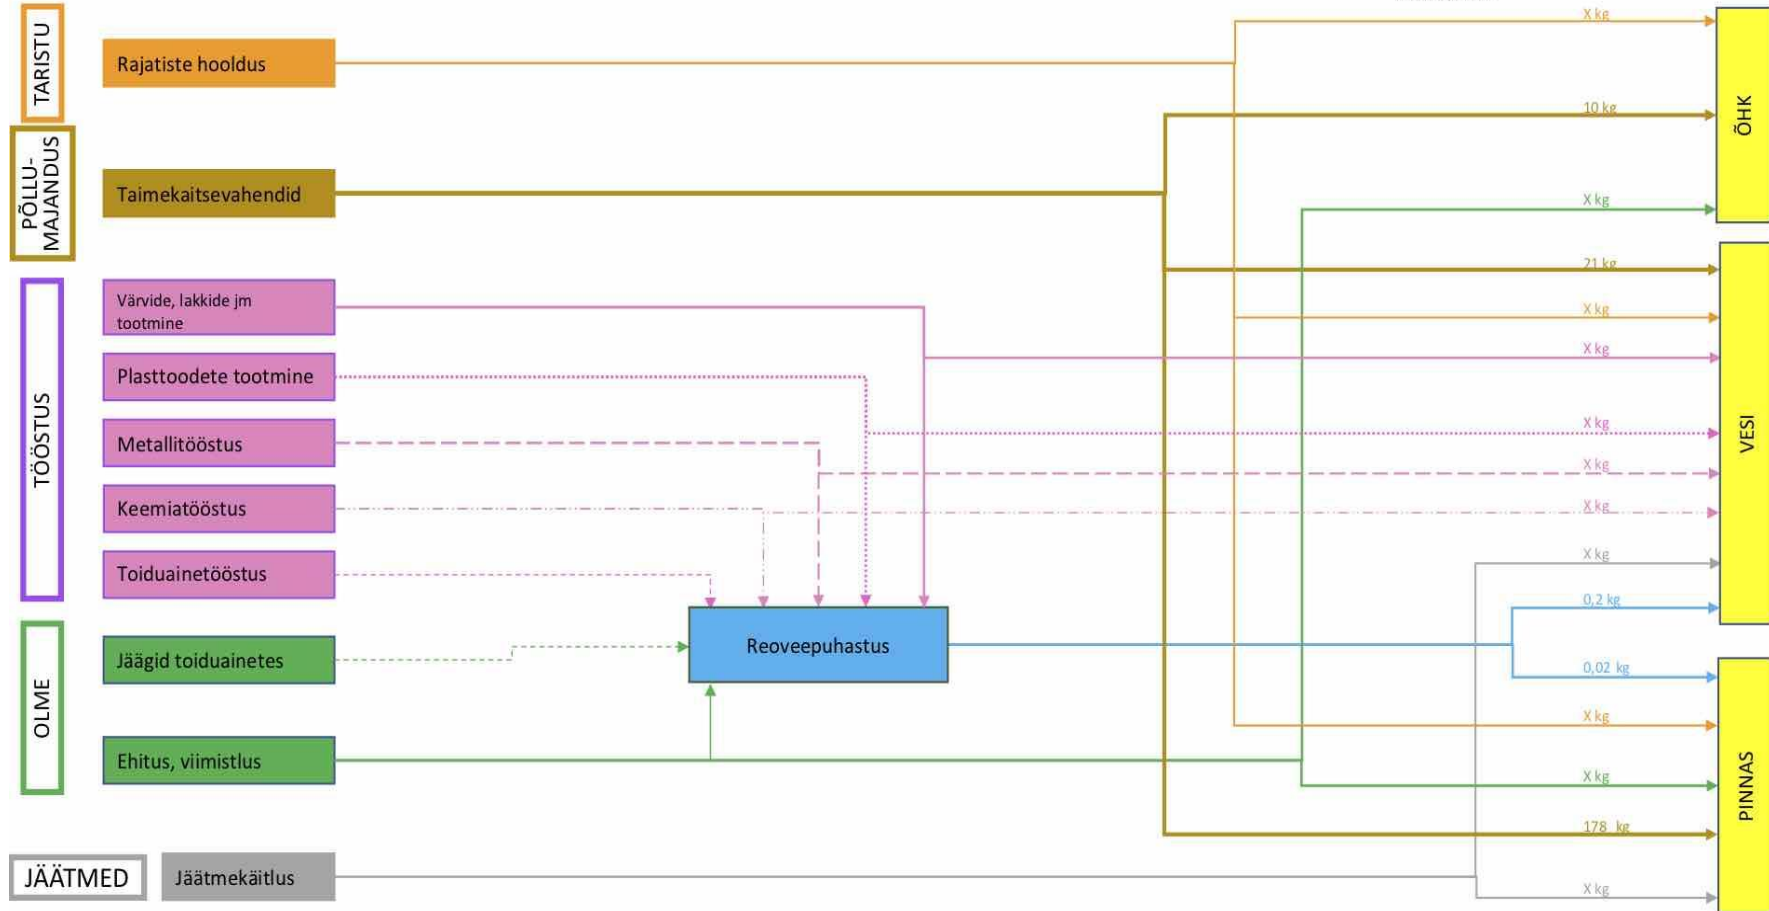 TARISTU
Rajatiste hooldus
X kg
10 kg
ÕHK
PÕLLU-
MAJANDUS
Taimekaitsevahendid
X kg
21 kg
X kg
X kg
VESI
TÖÖSTUS
Värvide, lakkide jm
tootmine
Plasttoodete tootmine
Metallitööstus
Keemiatööstus
Toiduainetööstus
X kg
X kg
X kg
X kg
0,2 kg
OLME
Jäägid toiduainetes
Reoveepuhastus
Ehitus, viimistlus
0,02 kg
X kg
X kg
178 kg
X kg
PINNAS
JÄÄTMED
Jäätmekäitlus